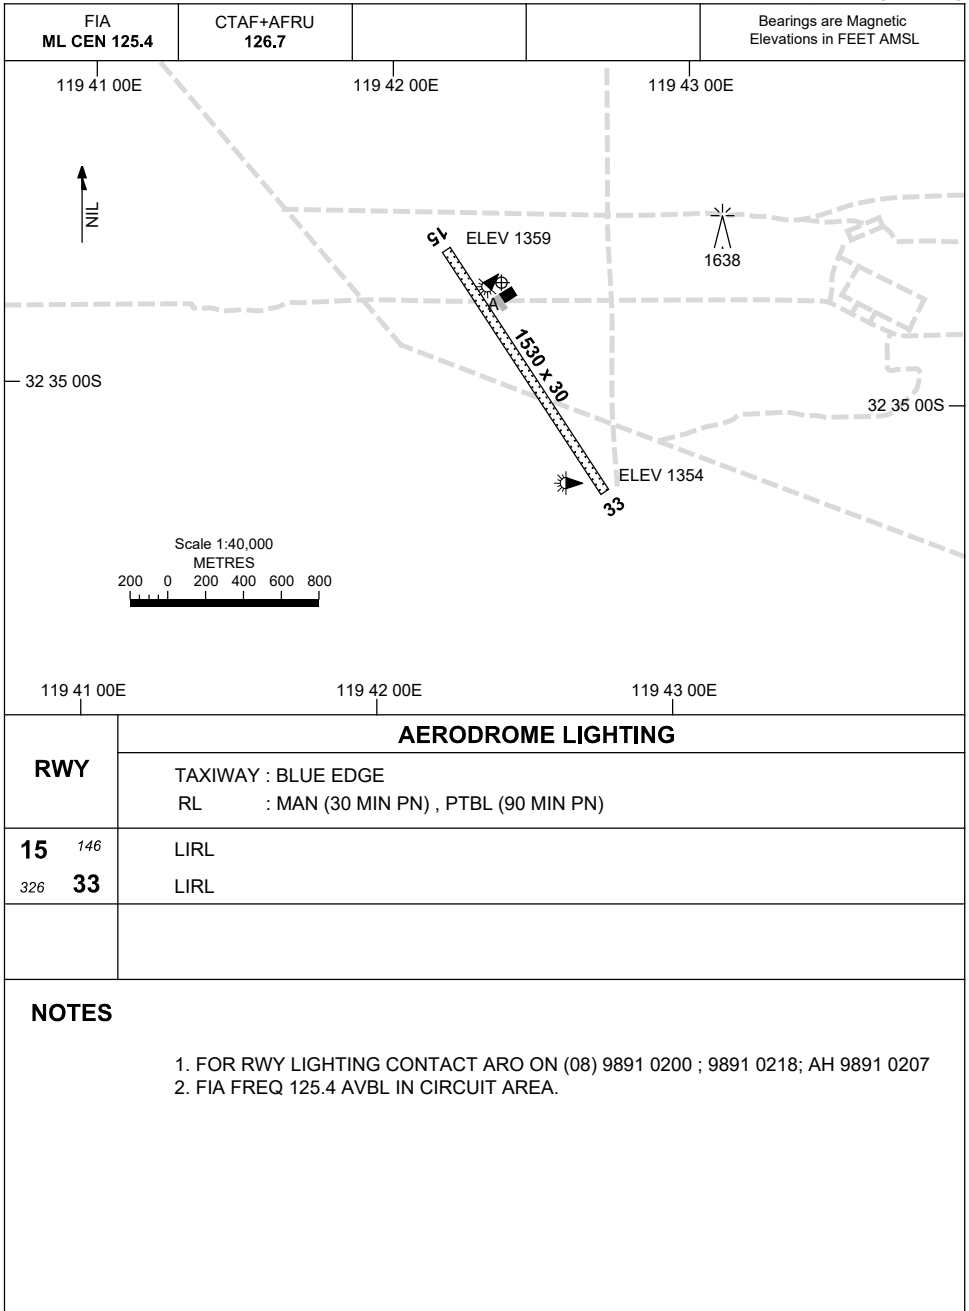 FIA
ML CEN 125.4
CTAF+AFRU
126.7
Bearings are Magnetic
Elevations in FEET AMSL
119 41 00E
119 42 00E
119 43 00E
NIL
15
ELEV 1359
1638
A
1530 x 30
32 35 00S
32 35 00S
ELEV 1354
33
Scale 1:40,000
METRES
200 0 200 400 600 800
119 41 00E
119 42 00E
119 43 00E
RWY
AERODROME LIGHTING
TAXIWAY : BLUE EDGE
RL : MAN (30 MIN PN) , PTBL (90 MIN PN)
15 146 LIRL
326 33 LIRL
NOTES
1. FOR RWY LIGHTING CONTACT ARO ON (08) 9891 0200 ; 9891 0218; AH 9891 0207
2. FIA FREQ 125.4 AVBL IN CIRCUIT AREA.